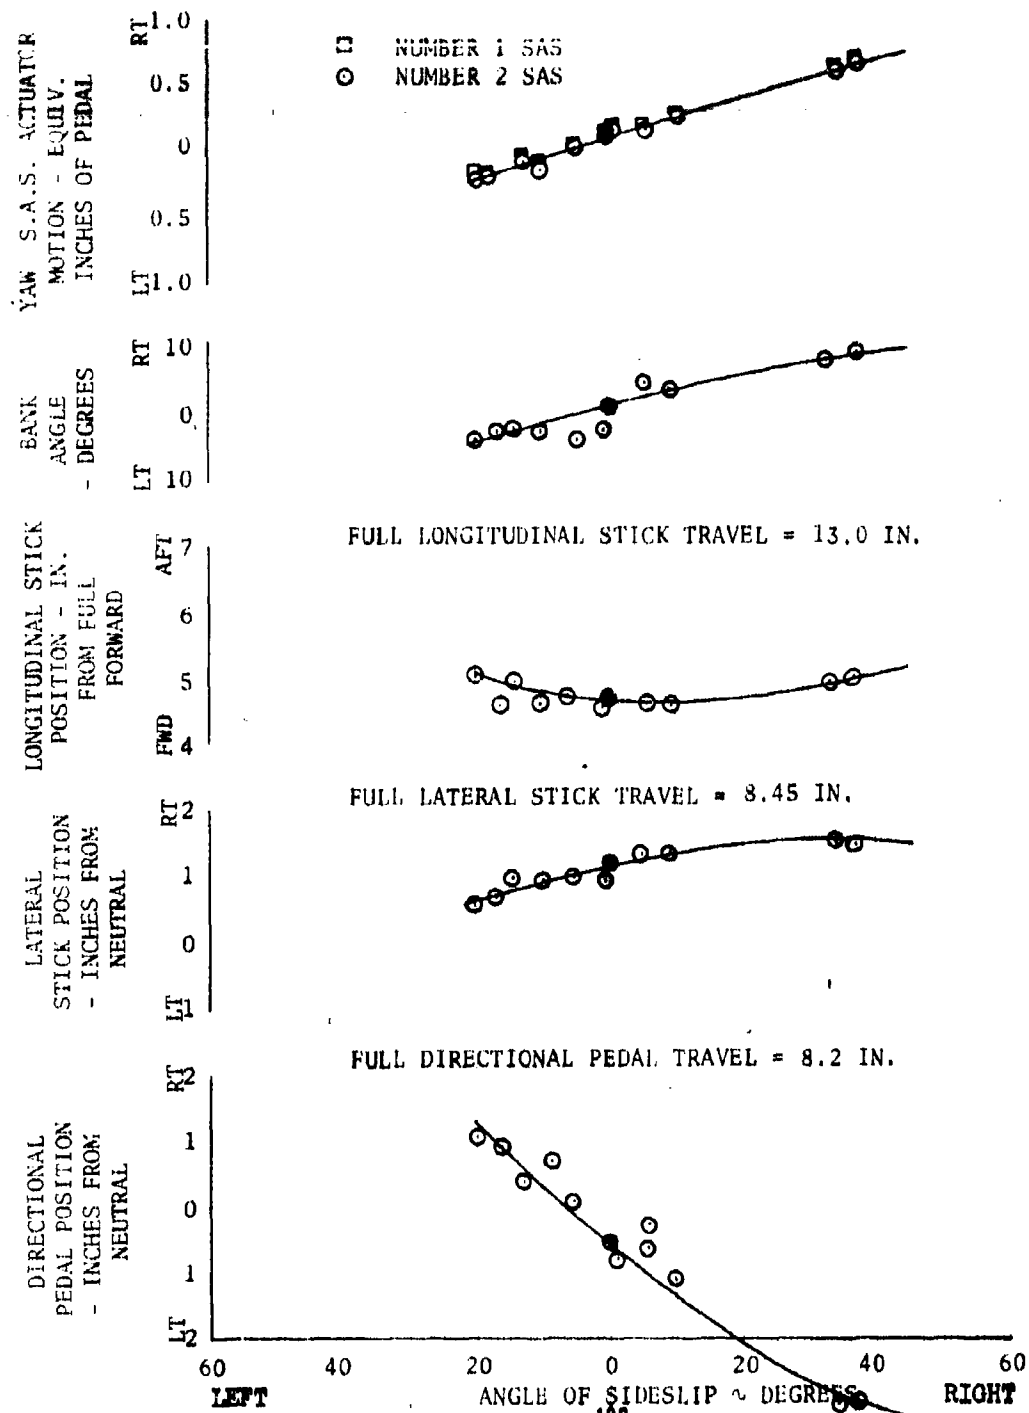 YAW S.A.S. ACTUATOR
MOTION - EQUIV.
INCHES OF PEDAL
RT
1.0
0.5
0
0.5
1.0
LT
NUMBER 1 SAS
NUMBER 2 SAS
BANK
ANGLE
- DEGREES
RT
10
0
10
LT
FULL LONGITUDINAL STICK TRAVEL = 13.0 IN.
LONGITUDINAL STICK
POSITION - IN.
FROM FULL
FORWARD
AFT
7
6
5
4
FWD
FULL LATERAL STICK TRAVEL = 8.45 IN.
LATERAL
STICK POSITION
- INCHES FROM
NEUTRAL
RT
2
1
0
1
LT
FULL DIRECTIONAL PEDAL TRAVEL = 8.2 IN.
DIRECTIONAL
PEDAL POSITION
- INCHES FROM
NEUTRAL
RT
2
1
0
1
2
LT
60 40 20 0 20 40 60
LEFT ANGLE OF SIDESLIP ~ DEGREES RIGHT